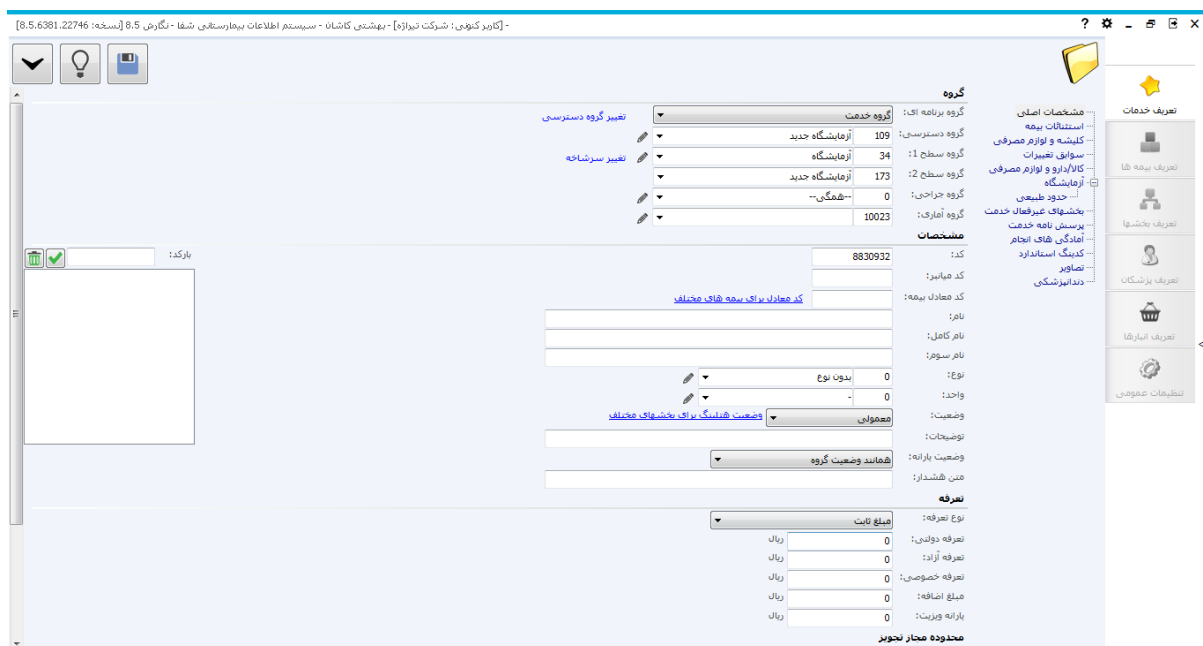 - [کاربر کنونی: شرکت تیراژه] - بهشتی کاشان - سیستم اطلاعات بیمارستانی شفا - نگارش 8.5 [نسخه: 8.5.6381.22746]
تعریف خدمات
تعریف بیمه ها
تعریف بخشها
تعریف پزشکان
تعریف انبارها
تنظیمات عمومی
مشخصات اصلی
استثنائات بیمه
کلیشه و لوازم مصرفی
سوابق تغییرات
کالا/دارو و لوازم مصرفی
آزمایشگاه
حدود طبیعی
بخشهای غیرفعال خدمت
پرسش نامه خدمت
آمادگی های انجام
کدینگ استاندارد
تصاویر
دندانپزشکی
گروه
گروه برنامه ای: گروه خدمت تغییر گروه دسترسی
گروه دسترسی: 109 آزمایشگاه جدید
گروه سطح 1: 34 آزمایشگاه تغییر سرشاخه
گروه سطح 2: 173 آزمایشگاه جدید
گروه جراحی: 0 --همگی--
گروه آماری: 10023
مشخصات
کد: 8830932 بارکد:
کد میانبر:
کد معادل بیمه: کد معادل برای بیمه های مختلف
نام:
نام کامل:
نام سوم:
نوع: 0 بدون نوع
واحد: 0 -
وضعیت: معمولی وضعیت هتلینگ برای بخشهای مختلف
توضیحات:
وضعیت یارانه: همانند وضعیت گروه
متن هشدار:
تعرفه
نوع تعرفه: مبلغ ثابت
تعرفه دولتی: 0 ریال
تعرفه آزاد: 0 ریال
تعرفه خصوصی: 0 ریال
مبلغ اضافه: 0 ریال
یارانه ویزیت: 0 ریال
محدوده مجاز تجویز